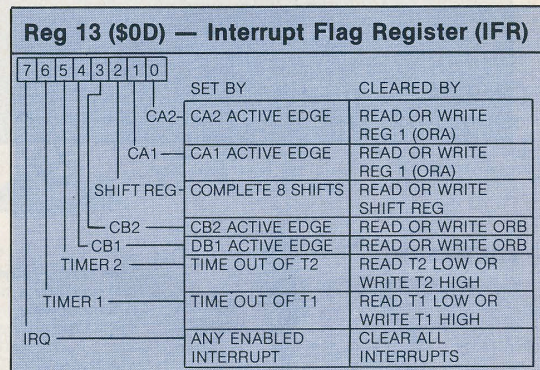 Reg 13 ($0D) — Interrupt Flag Register (IFR)
7 6 5 4 3 2 1 0
SET BY CLEARED BY
CA2 CA2 ACTIVE EDGE READ OR WRITE
REG 1 (ORA)
CA1 CA1 ACTIVE EDGE READ OR WRITE
REG 1 (ORA)
SHIFT REG COMPLETE 8 SHIFTS READ OR WRITE
SHIFT REG
CB2 CB2 ACTIVE EDGE READ OR WRITE ORB
CB1 DB1 ACTIVE EDGE READ OR WRITE ORB
TIMER 2 TIME OUT OF T2 READ T2 LOW OR
WRITE T2 HIGH
TIMER 1 TIME OUT OF T1 READ T1 LOW OR
WRITE T1 HIGH
IRQ ANY ENABLED CLEAR ALL
INTERRUPT INTERRUPTS